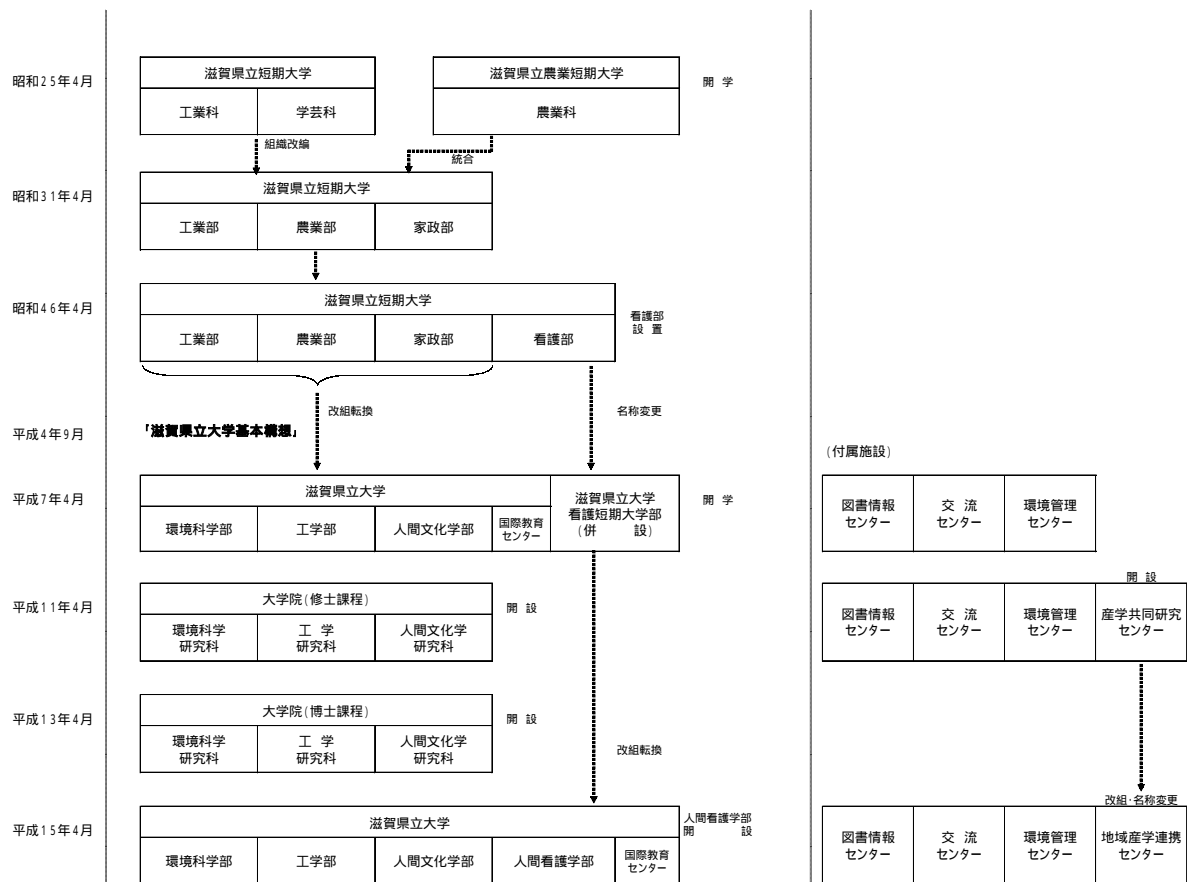 昭和25年4月
滋賀県立短期大学
滋賀県立農業短期大学
開 学
工業科
学芸科
農業科
組織改編
統合
昭和31年4月
滋賀県立短期大学
工業部
農業部
家政部
昭和46年4月
滋賀県立短期大学
看護部
設 置
工業部
農業部
家政部
看護部
改組転換
名称変更
平成4年9月
「滋賀県立大学基本構想」
(付属施設)
平成7年4月
滋賀県立大学
環境科学部
工学部
人間文化学部
国際教育
センター
滋賀県立大学
看護短期大学部
(併 設)
開 学
図書情報
センター
交 流
センター
環境管理
センター
平成11年4月
大学院(修士課程)
開 設
環境科学
研究科
工 学
研究科
人間文化学
研究科
開 設
図書情報
センター
交 流
センター
環境管理
センター
産学共同研究
センター
平成13年4月
大学院(博士課程)
開 設
環境科学
研究科
工 学
研究科
人間文化学
研究科
改組転換
改組・名称変更
平成15年4月
滋賀県立大学
人間看護学部
開 設
環境科学部
工学部
人間文化学部
人間看護学部
国際教育
センター
図書情報
センター
交 流
センター
環境管理
センター
地域産学連携
センター